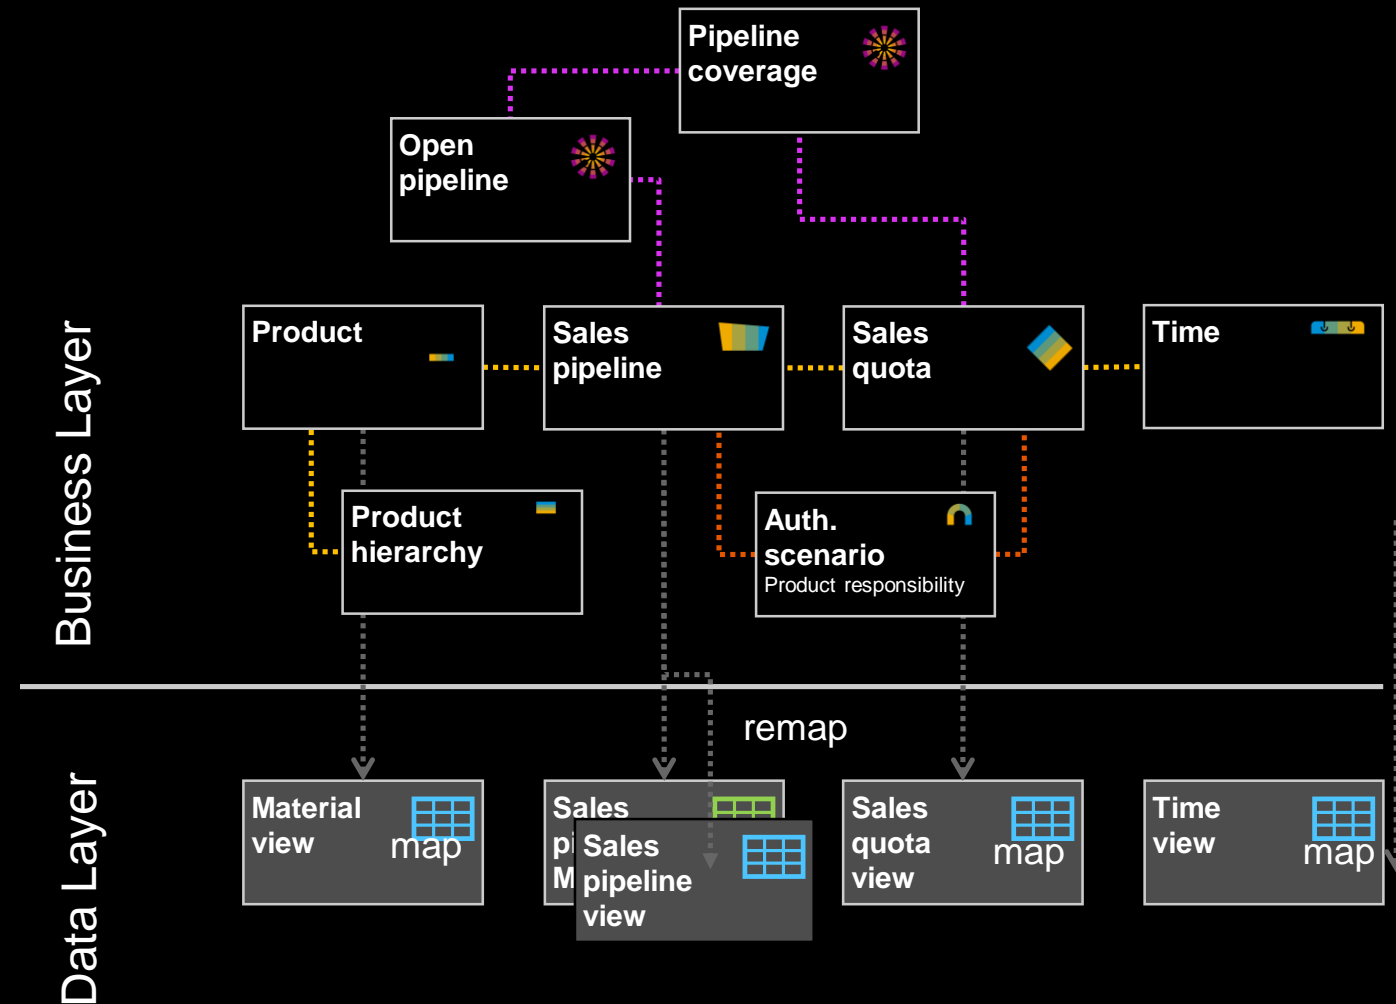 Pipeline
coverage
Open
pipeline
Business Layer
Product
Sales
pipeline
Sales
quota
Time
Product
hierarchy
Auth.
scenario
Product responsibility
remap
Data Layer
Material
view
map
Sales
Sales
pipeline
view
Sales
quota
view
map
Time
view
map